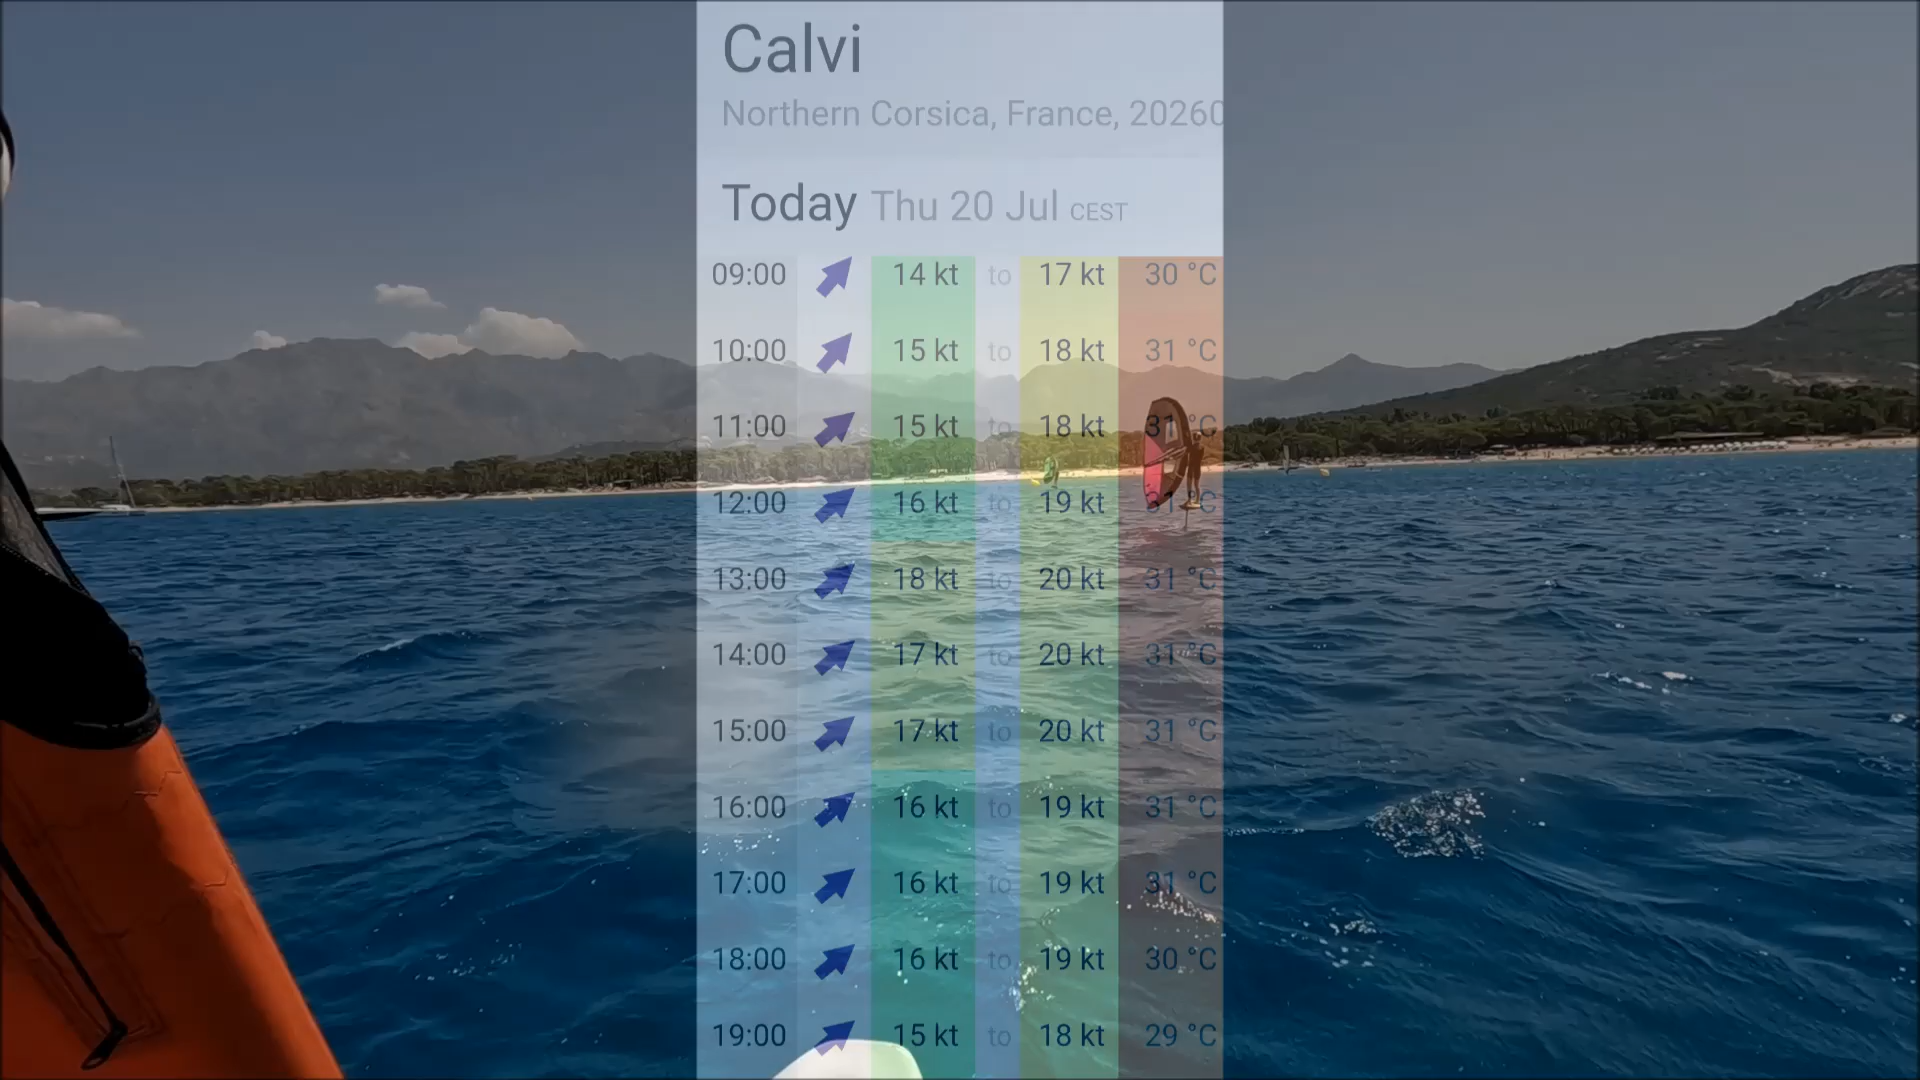 Calvi
Northern Corsica, France, 20260
Today Thu 20 Jul CEST
09:00 14 kt to 17 kt 30 °C
10:00 15 kt to 18 kt 31 °C
11:00 15 kt to 18 kt 31 °C
12:00 16 kt to 19 kt 31 °C
13:00 18 kt to 20 kt 31 °C
14:00 17 kt to 20 kt 31 °C
15:00 17 kt to 20 kt 31 °C
16:00 16 kt to 19 kt 31 °C
17:00 16 kt to 19 kt 31 °C
18:00 16 kt to 19 kt 30 °C
19:00 15 kt to 18 kt 29 °C